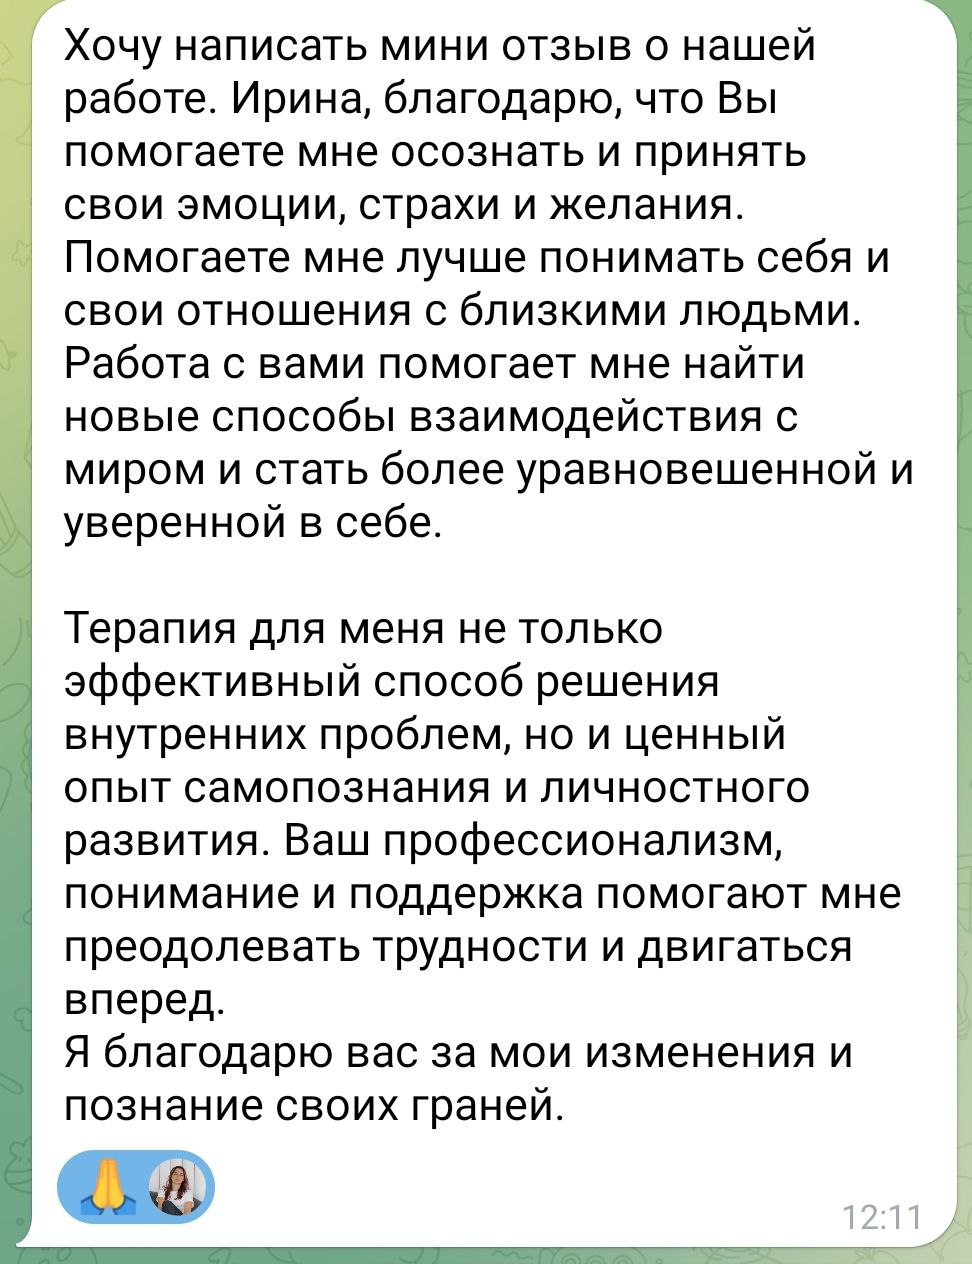 Хочу написать мини отзыв о нашей
работе. Ирина, благодарю, что Вы
помогаете мне осознать и принять
свои эмоции, страхи и желания.
Помогаете мне лучше понимать себя и
свои отношения с близкими людьми.
Работа с вами помогает мне найти
новые способы взаимодействия с
миром и стать более уравновешенной и
уверенной в себе.

Терапия для меня не только
эффективный способ решения
внутренних проблем, но и ценный
опыт самопознания и личностного
развития. Ваш профессионализм,
понимание и поддержка помогают мне
преодолевать трудности и двигаться
вперед.
Я благодарю вас за мои изменения и
познание своих граней.
🙏
12:11